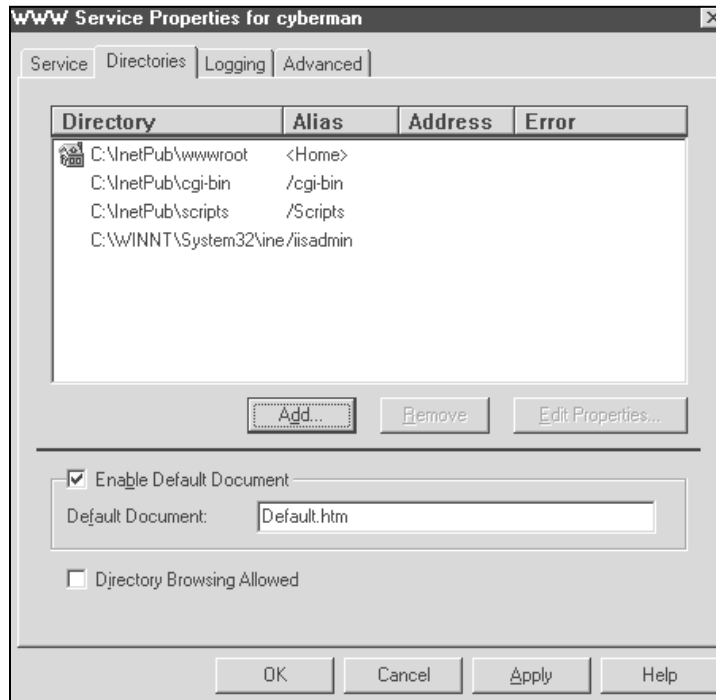 WWW Service Properties for cyberman
Service Directories Logging Advanced
Directory Alias Address Error
C:\InetPub\wwwroot <Home>
C:\InetPub\cgi-bin /cgi-bin
C:\InetPub\scripts /Scripts
C:\WINNT\System32\ine /iisadmin
Add... Remove Edit Properties...
Enable Default Document
Default Document: Default.htm
Directory Browsing Allowed
OK Cancel Apply Help